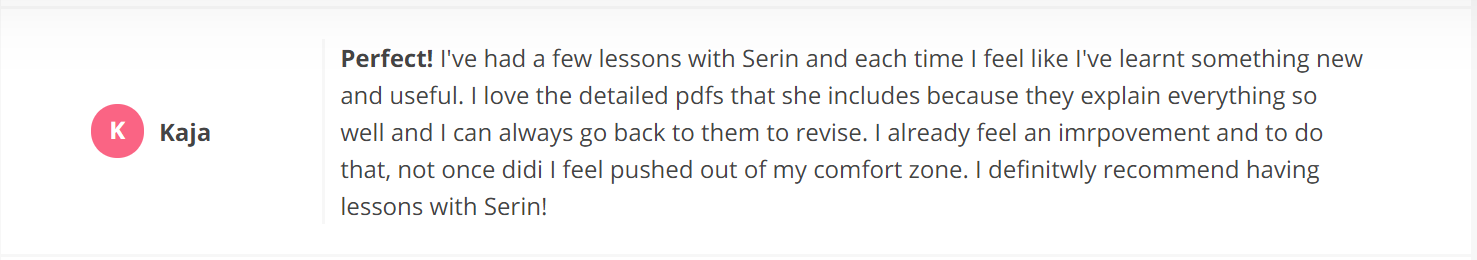 K
Kaja
Perfect! I've had a few lessons with Serin and each time I feel like I've learnt something new
and useful. I love the detailed pdfs that she includes because they explain everything so
well and I can always go back to them to revise. I already feel an imrpovement and to do
that, not once didi I feel pushed out of my comfort zone. I definitwly recommend having
lessons with Serin!